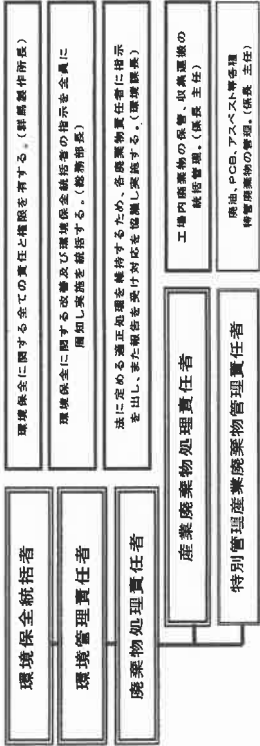 環境保全統括者
環境保全に関する全ての責任と権限を有する。(群馬製作所長)
環境管理責任者
環境保全に関する改善及び環境保全統括者の指示を全員に
周知し実施を統括する。(総務部長)
廃棄物処理責任者
法に定める適正処理を維持するため、各廃棄物責任者に指示
を出し、また報告を受け対応を協議し実施する。(環境課長)
産業廃棄物処理責任者
工場内廃棄物の保管、収集運搬の
統括管理。(係長 主任)
特別管理産業廃棄物管理責任者
廃油、PCB、アスベスト等各種
特管廃棄物の管理。(係長 主任)